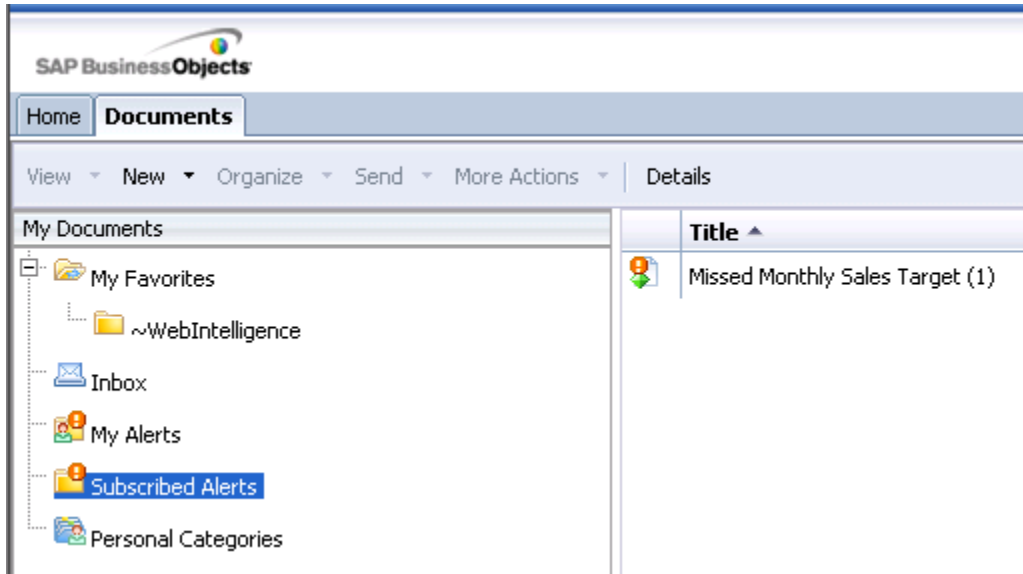 SAP BusinessObjects
Home Documents
View New Organize Send More Actions Details
My Documents
Title
My Favorites
Missed Monthly Sales Target (1)
~WebIntelligence
Inbox
My Alerts
Subscribed Alerts
Personal Categories